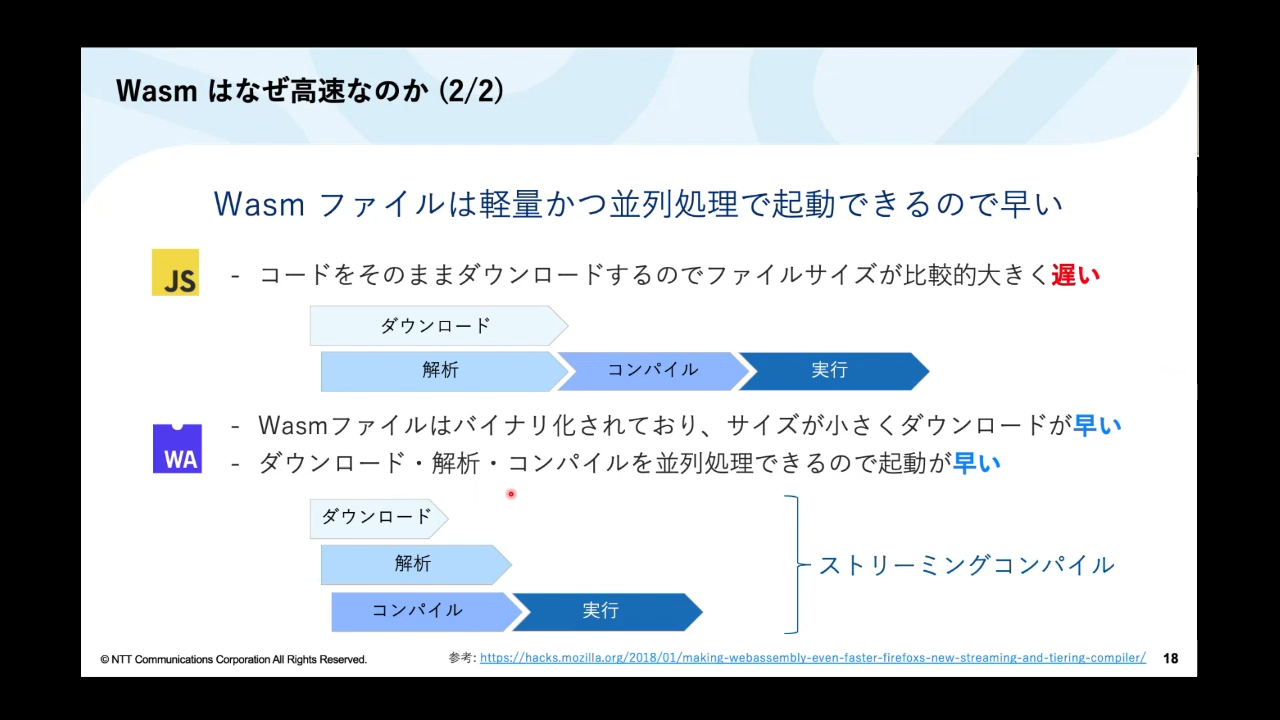 Wasm はなぜ高速なのか (2/2)
Wasm ファイルは軽量かつ並列処理で起動できるので早い
JS
- コードをそのままダウンロードするのでファイルサイズが比較的大きく遅い
ダウンロード
解析 コンパイル 実行
- Wasmファイルはバイナリ化されており、サイズが小さくダウンロードが早い
WA
- ダウンロード・解析・コンパイルを並列処理できるので起動が早い
ダウンロード
解析
コンパイル 実行
ストリーミングコンパイル
© NTT Communications Corporation All Rights Reserved.
参考: https://hacks.mozilla.org/2018/01/making-webassembly-even-faster-firefoxs-new-streaming-and-tiering-compiler/
18